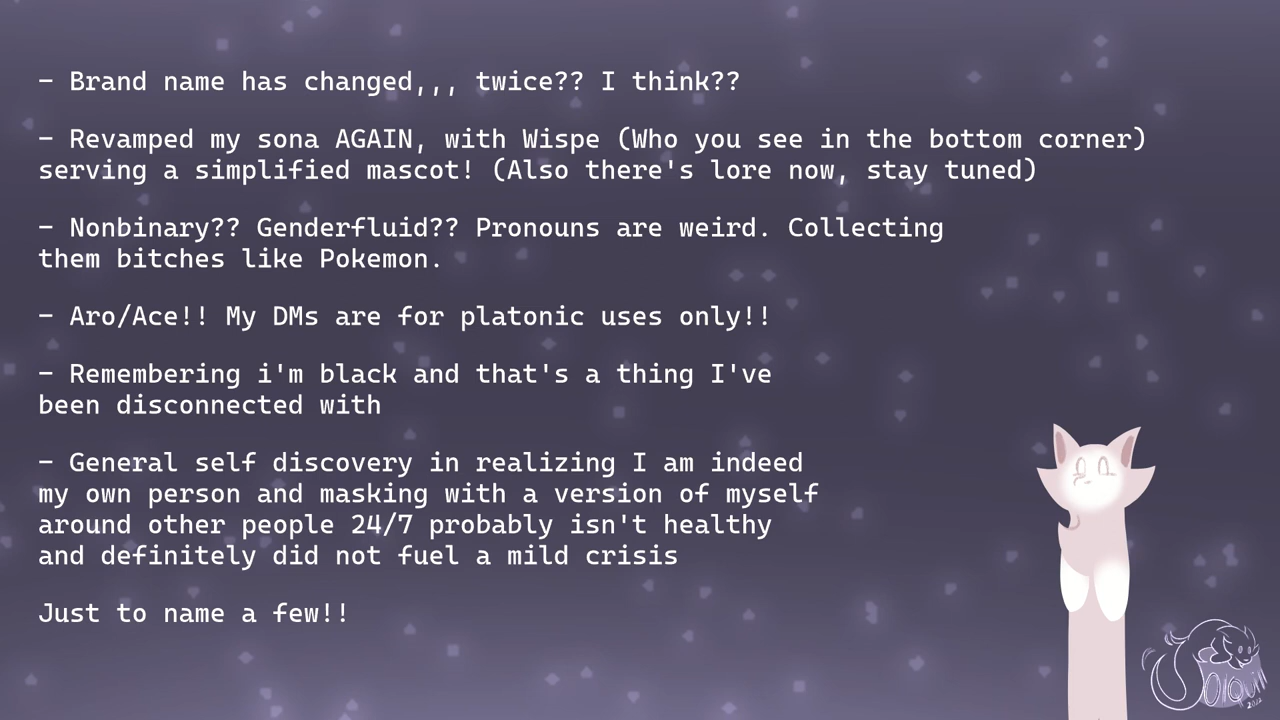 – Brand name has changed,,, twice?? I think??
– Revamped my sona AGAIN, with Wispe (Who you see in the bottom corner)
serving a simplified mascot! (Also there's lore now, stay tuned)
– Nonbinary?? Genderfluid?? Pronouns are weird. Collecting
them bitches like Pokemon.
– Aro/Ace!! My DMs are for platonic uses only!!
– Remembering i'm black and that's a thing I've
been disconnected with
– General self discovery in realizing I am indeed
my own person and masking with a version of myself
around other people 24/7 probably isn't healthy
and definitely did not fuel a mild crisis
Just to name a few!!